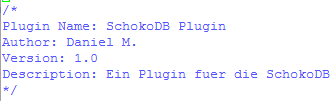 /*
Plugin Name: SchokoDB Plugin
Author: Daniel M.
Version: 1.0
Description: Ein Plugin fuer die SchokoDB
*/